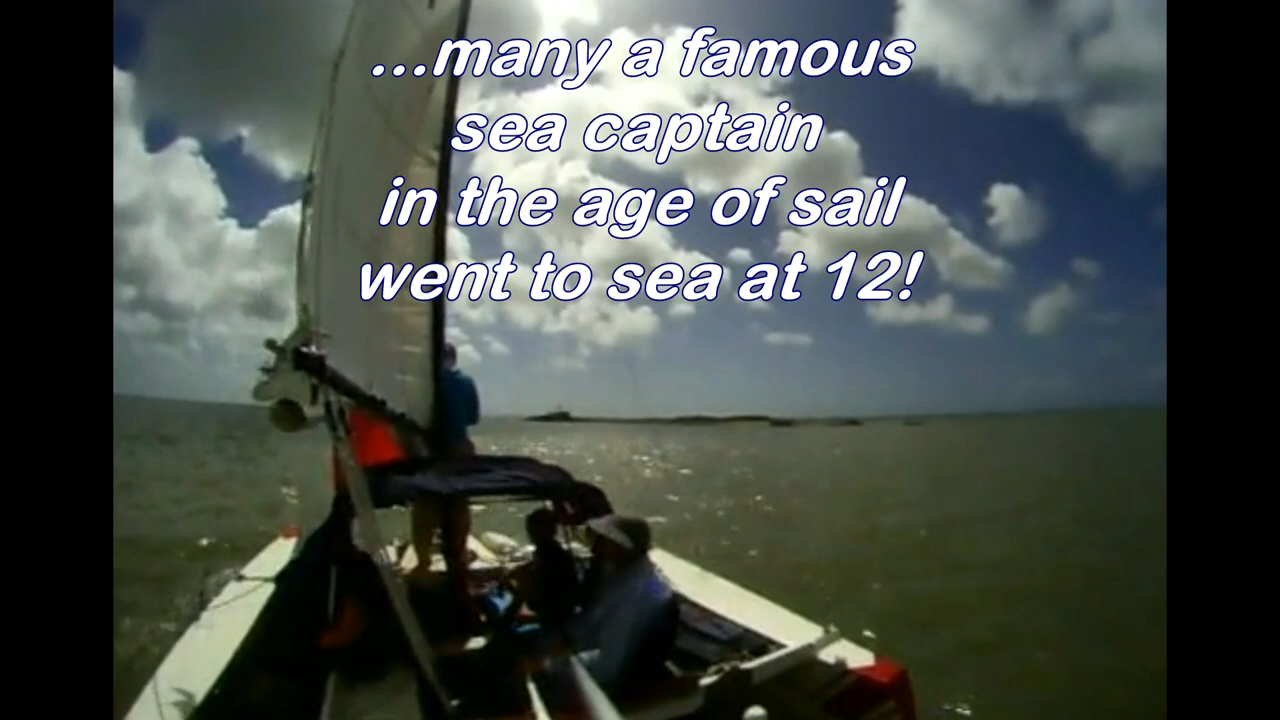 ...many a famous
sea captain
in the age of sail
went to sea at 12!